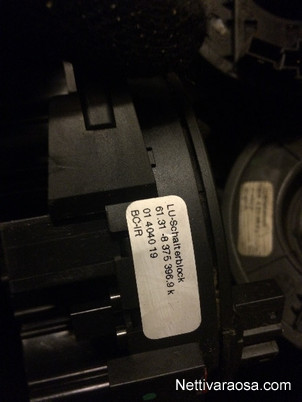 LU-Schalterblock
61.31 -8 375 396.9 k
01 4040 19
BC-IR
Nettivaraosa.com